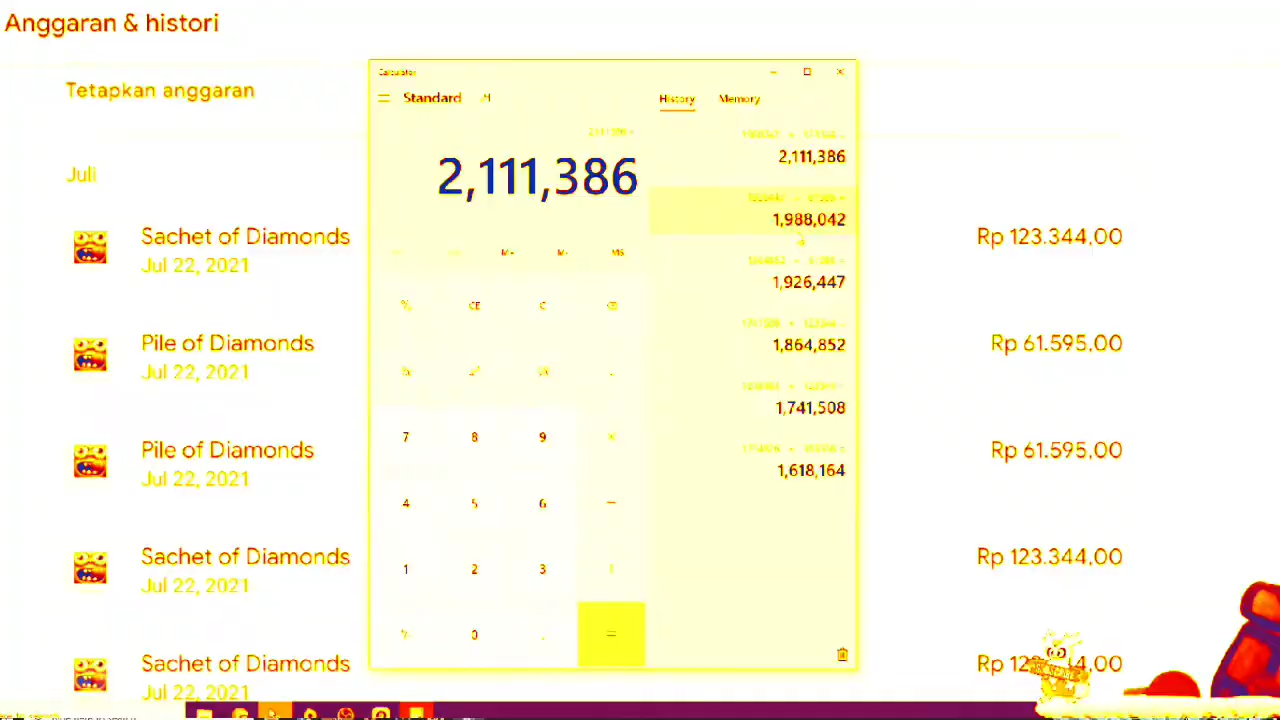 Anggaran & histori
Tetapkan anggaran
Juli
Sachet of Diamonds
Jul 22, 2021
Rp 123.344,00
Pile of Diamonds
Jul 22, 2021
Rp 61.595,00
Pile of Diamonds
Jul 22, 2021
Rp 61.595,00
Sachet of Diamonds
Jul 22, 2021
Rp 123.344,00
Sachet of Diamonds
Jul 22, 2021
Calculator
Standard
2,111,386
M+
M-
MS
%
CE
C
7 8 9 ×
4 5 6 −
1 2 3 +
0 =
History Memory
2,111,386
1,988,042
1,926,447
1,864,852
1,741,508
1,618,164